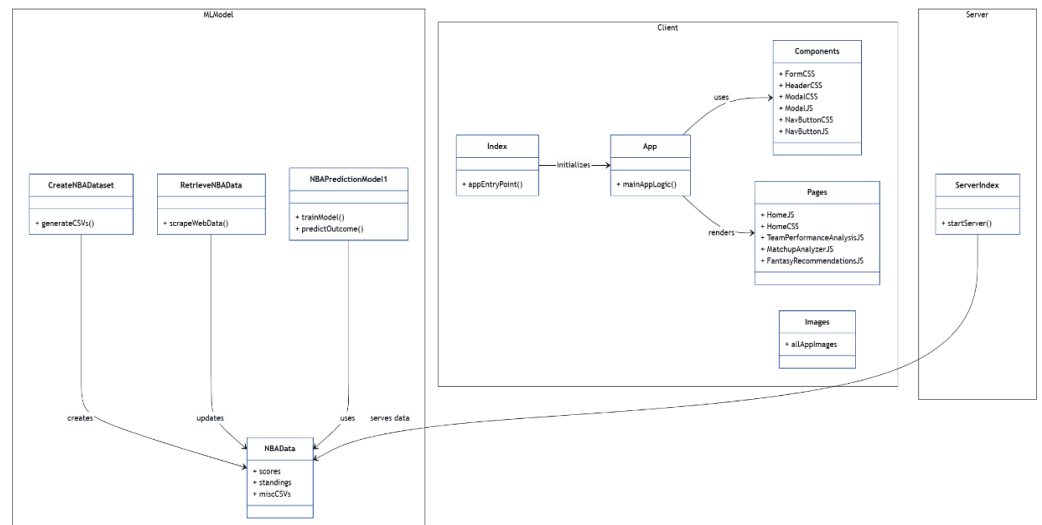 MLModel
CreateNBADataset
+ generateCSVs()
RetrieveNBAData
+ scrapeWebData()
NBAPredictionModel1
+ trainModel()
+ predictOutcome()
creates
updates
uses
serves data
NBAData
+ scores
+ standings
+ miscCSVs
Client
Index
+ appEntryPoint()
initializes
App
+ mainAppLogic()
uses
renders
Components
+ FormCSS
+ HeaderCSS
+ ModalCSS
+ ModalJS
+ NavButtonCSS
+ NavButtonJS
Pages
+ HomeJS
+ HomeCSS
+ TeamPerformanceAnalysisJS
+ MatchupAnalyzerJS
+ FantasyRecommendationsJS
Images
+ allAppImages
Server
ServerIndex
+ startServer()